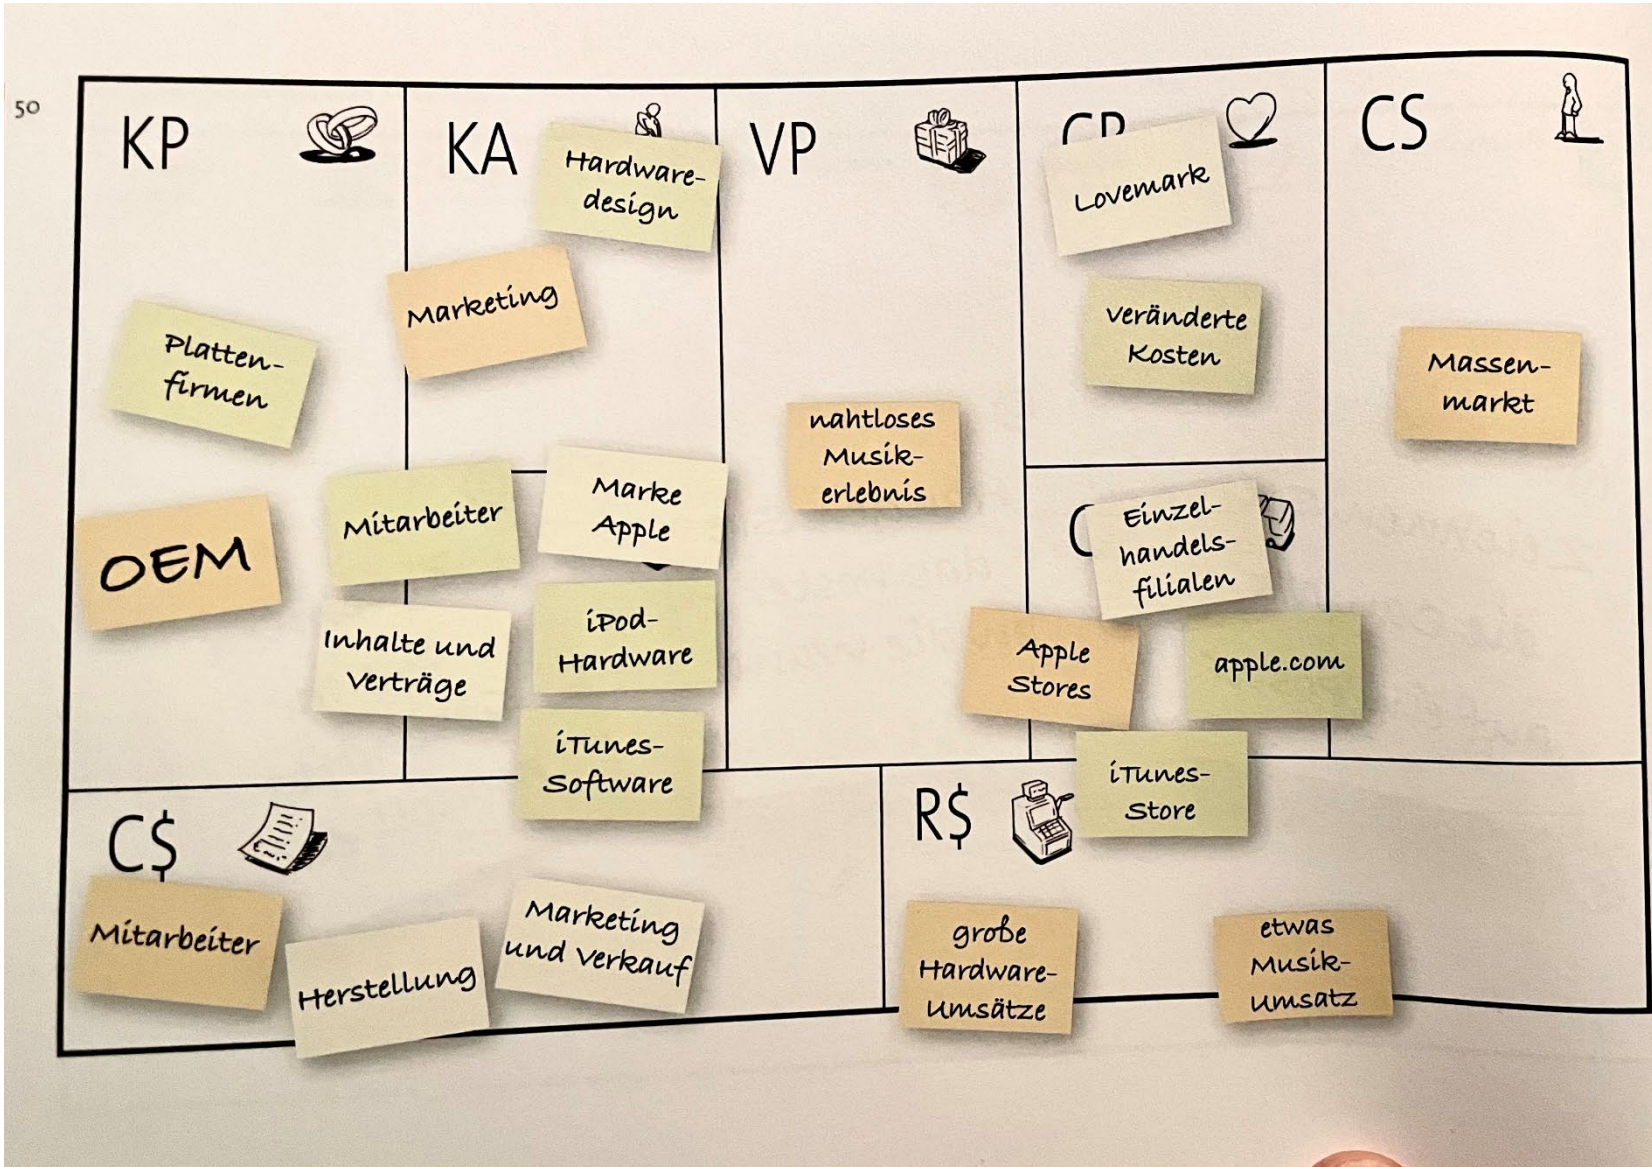 50
KP
Platten-
firmen
OEM
KA
Hardware-
design
Marketing
Mitarbeiter
Marke
Apple
Inhalte und
Verträge
iPod-
Hardware
iTunes-
Software
VP
nahtloses
Musik-
erlebnis
Lovemark
veränderte
Kosten
Einzel-
handels-
filialen
Apple
Stores
apple.com
iTunes-
Store
CS
Massen-
markt
C$
Mitarbeiter
Herstellung
Marketing
und Verkauf
R$
große
Hardware-
Umsätze
etwas
Musik-
umsatz